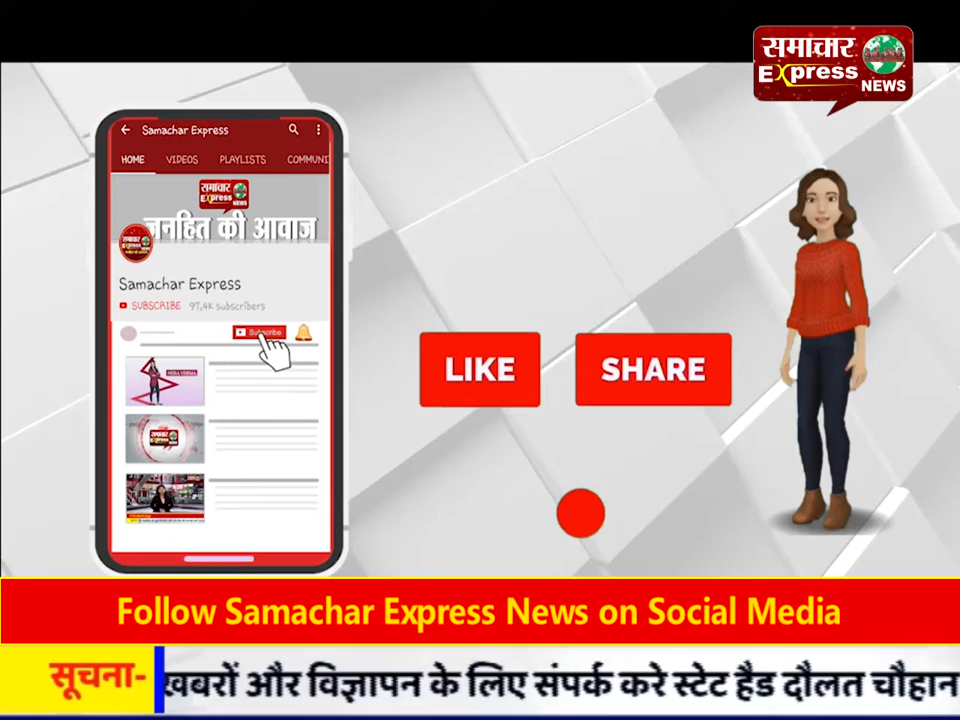 समाचार
Express
NEWS
Samachar Express
HOME VIDEOS PLAYLISTS COMMUNI
समाचार
Express
NEWS
जनहित की आवाज
Samachar Express
SUBSCRIBE 97,4K subscribers
Subscribe
LIKE
SHARE
Follow Samachar Express News on Social Media
सूचना- ख़बरों और विज्ञापन के लिए संपर्क करे स्टेट हैड दौलत चौहान